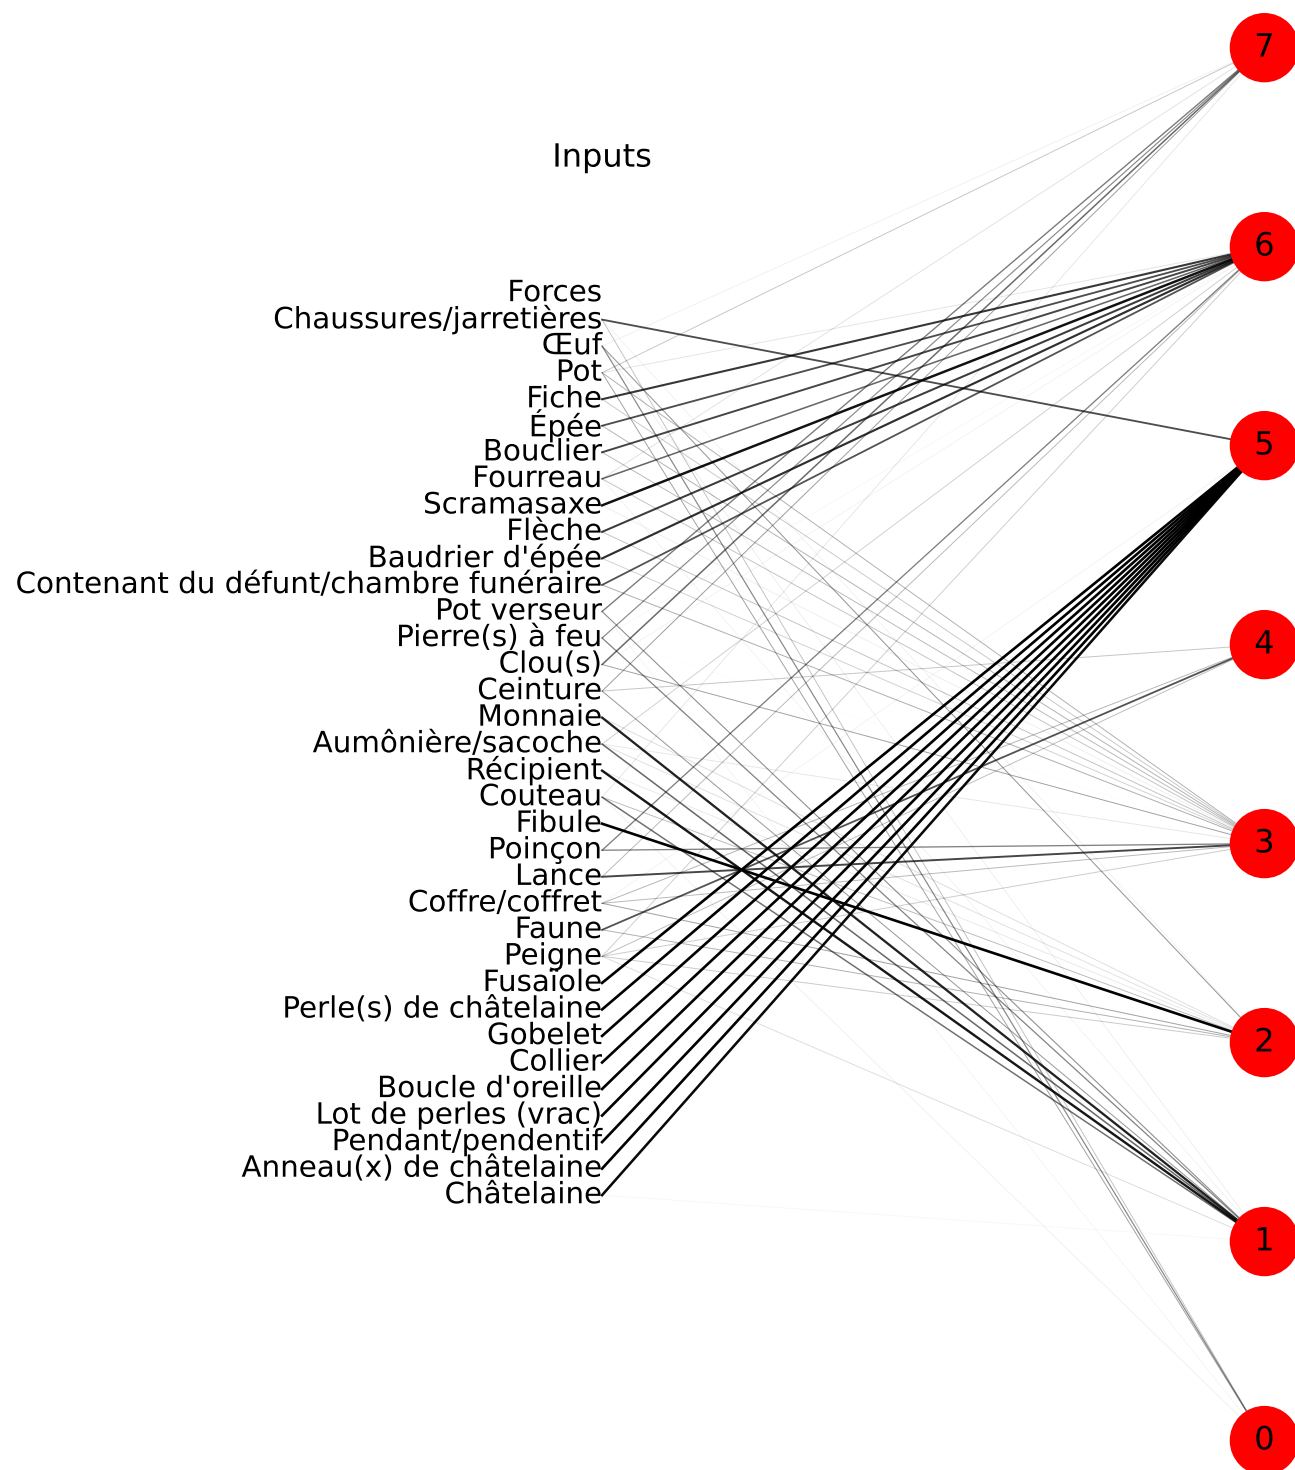 7
Inputs
6
Forces
Chaussures/jarretières
Œuf
Pot
Fiche
Épée
5
Bouclier
Fourreau
Scramasaxe
Flèche
Baudrier d'épée
Contenant du défunt/chambre funéraire
Pot verseur
Pierre(s) à feu
4
Clou(s)
Ceinture
Monnaie
Aumônière/sacoche
Récipient
Couteau
Fibule
3
Poinçon
Lance
Coffre/coffret
Faune
Peigne
Fusaïole
Perle(s) de châtelaine
Gobelet
2
Collier
Boucle d'oreille
Lot de perles (vrac)
Pendant/pendentif
Anneau(x) de châtelaine
Châtelaine
1
0